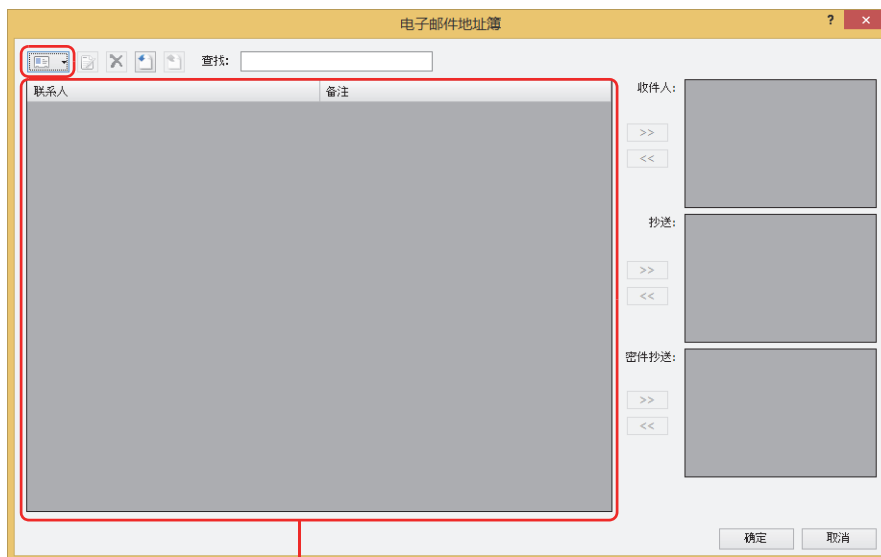 电子邮件地址簿
? ×
查找:
联系人 备注
收件人:
>>
<<
抄送:
>>
<<
密件抄送:
>>
<<
确定 取消